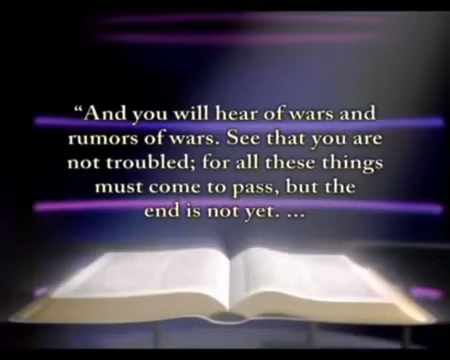 “And you will hear of wars and
rumors of wars. See that you are
not troubled; for all these things
must come to pass, but the
end is not yet. ...